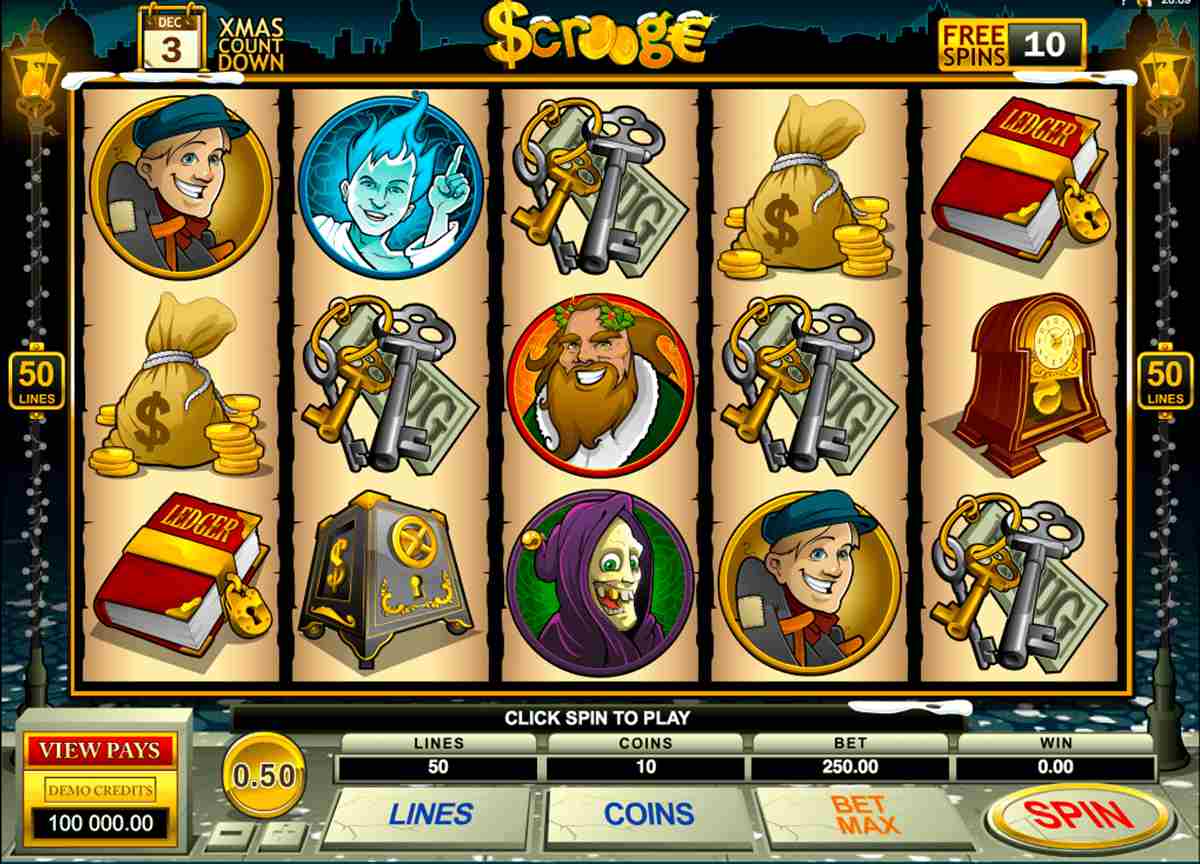 DEC
3
XMAS
COUNT
DOWN
$croog€
FREE
SPINS
10
LEDGER
50
LINES
50
LINES
LEDGER
CLICK SPIN TO PLAY
VIEW PAYS
DEMO CREDITS
100 000.00
0.50
LINES
50
COINS
10
BET
250.00
WIN
0.00
LINES
COINS
BET
MAX
SPIN